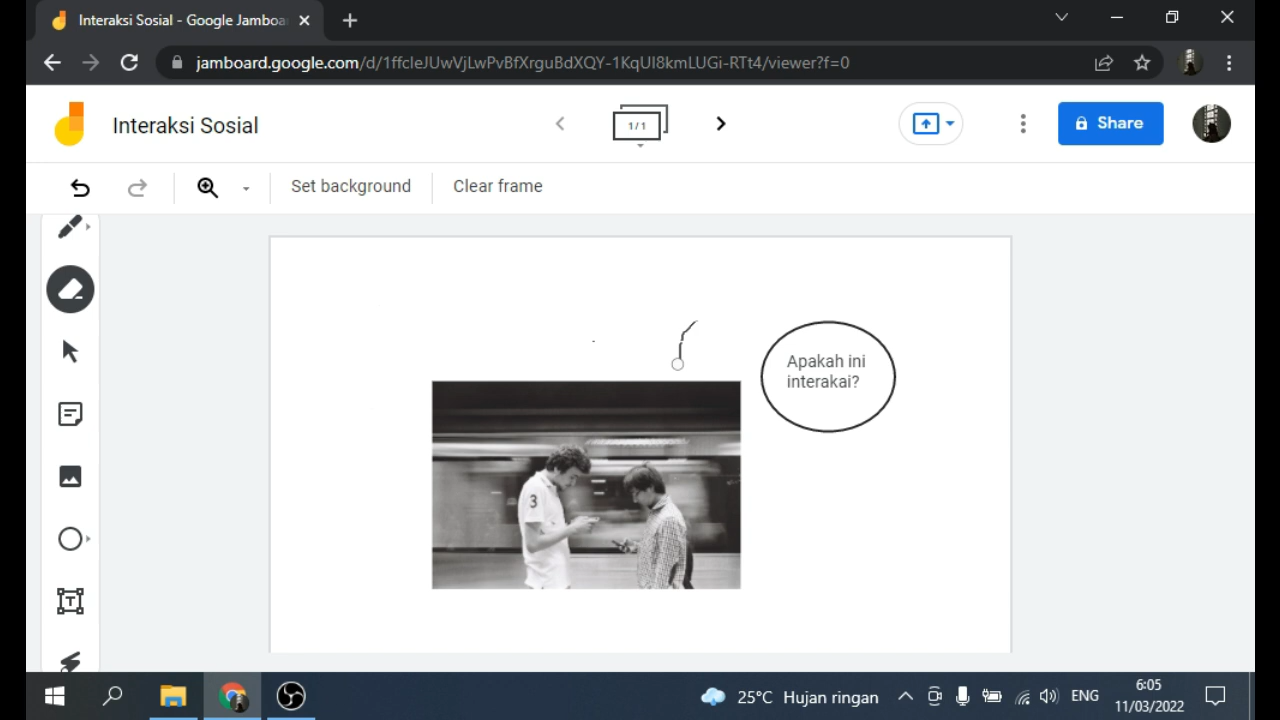 Interaksi Sosial - Google Jamboa
jamboard.google.com/d/1ffcleJUwVjLwPvBfXrguBdXQY-1KqUI8kmLUGi-RTt4/viewer?f=0
Interaksi Sosial
1/1
Share
Set background
Clear frame
Apakah ini
interakai?
3
25°C Hujan ringan
ENG
6:05
11/03/2022